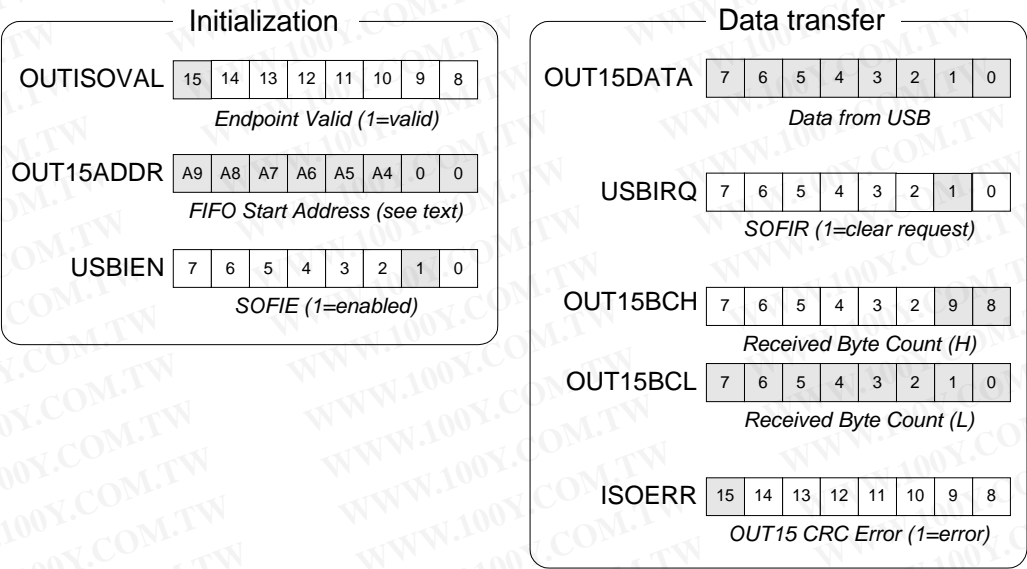 Initialization
OUTISOVAL 15 14 13 12 11 10 9 8
Endpoint Valid (1=valid)
OUT15ADDR A9 A8 A7 A6 A5 A4 0 0
FIFO Start Address (see text)
USBIEN 7 6 5 4 3 2 1 0
SOFIE (1=enabled)
Data transfer
OUT15DATA 7 6 5 4 3 2 1 0
Data from USB
USBIRQ 7 6 5 4 3 2 1 0
SOFIR (1=clear request)
OUT15BCH 7 6 5 4 3 2 9 8
Received Byte Count (H)
OUT15BCL 7 6 5 4 3 2 1 0
Received Byte Count (L)
ISOERR 15 14 13 12 11 10 9 8
OUT15 CRC Error (1=error)
WWW.100Y.COM.TW